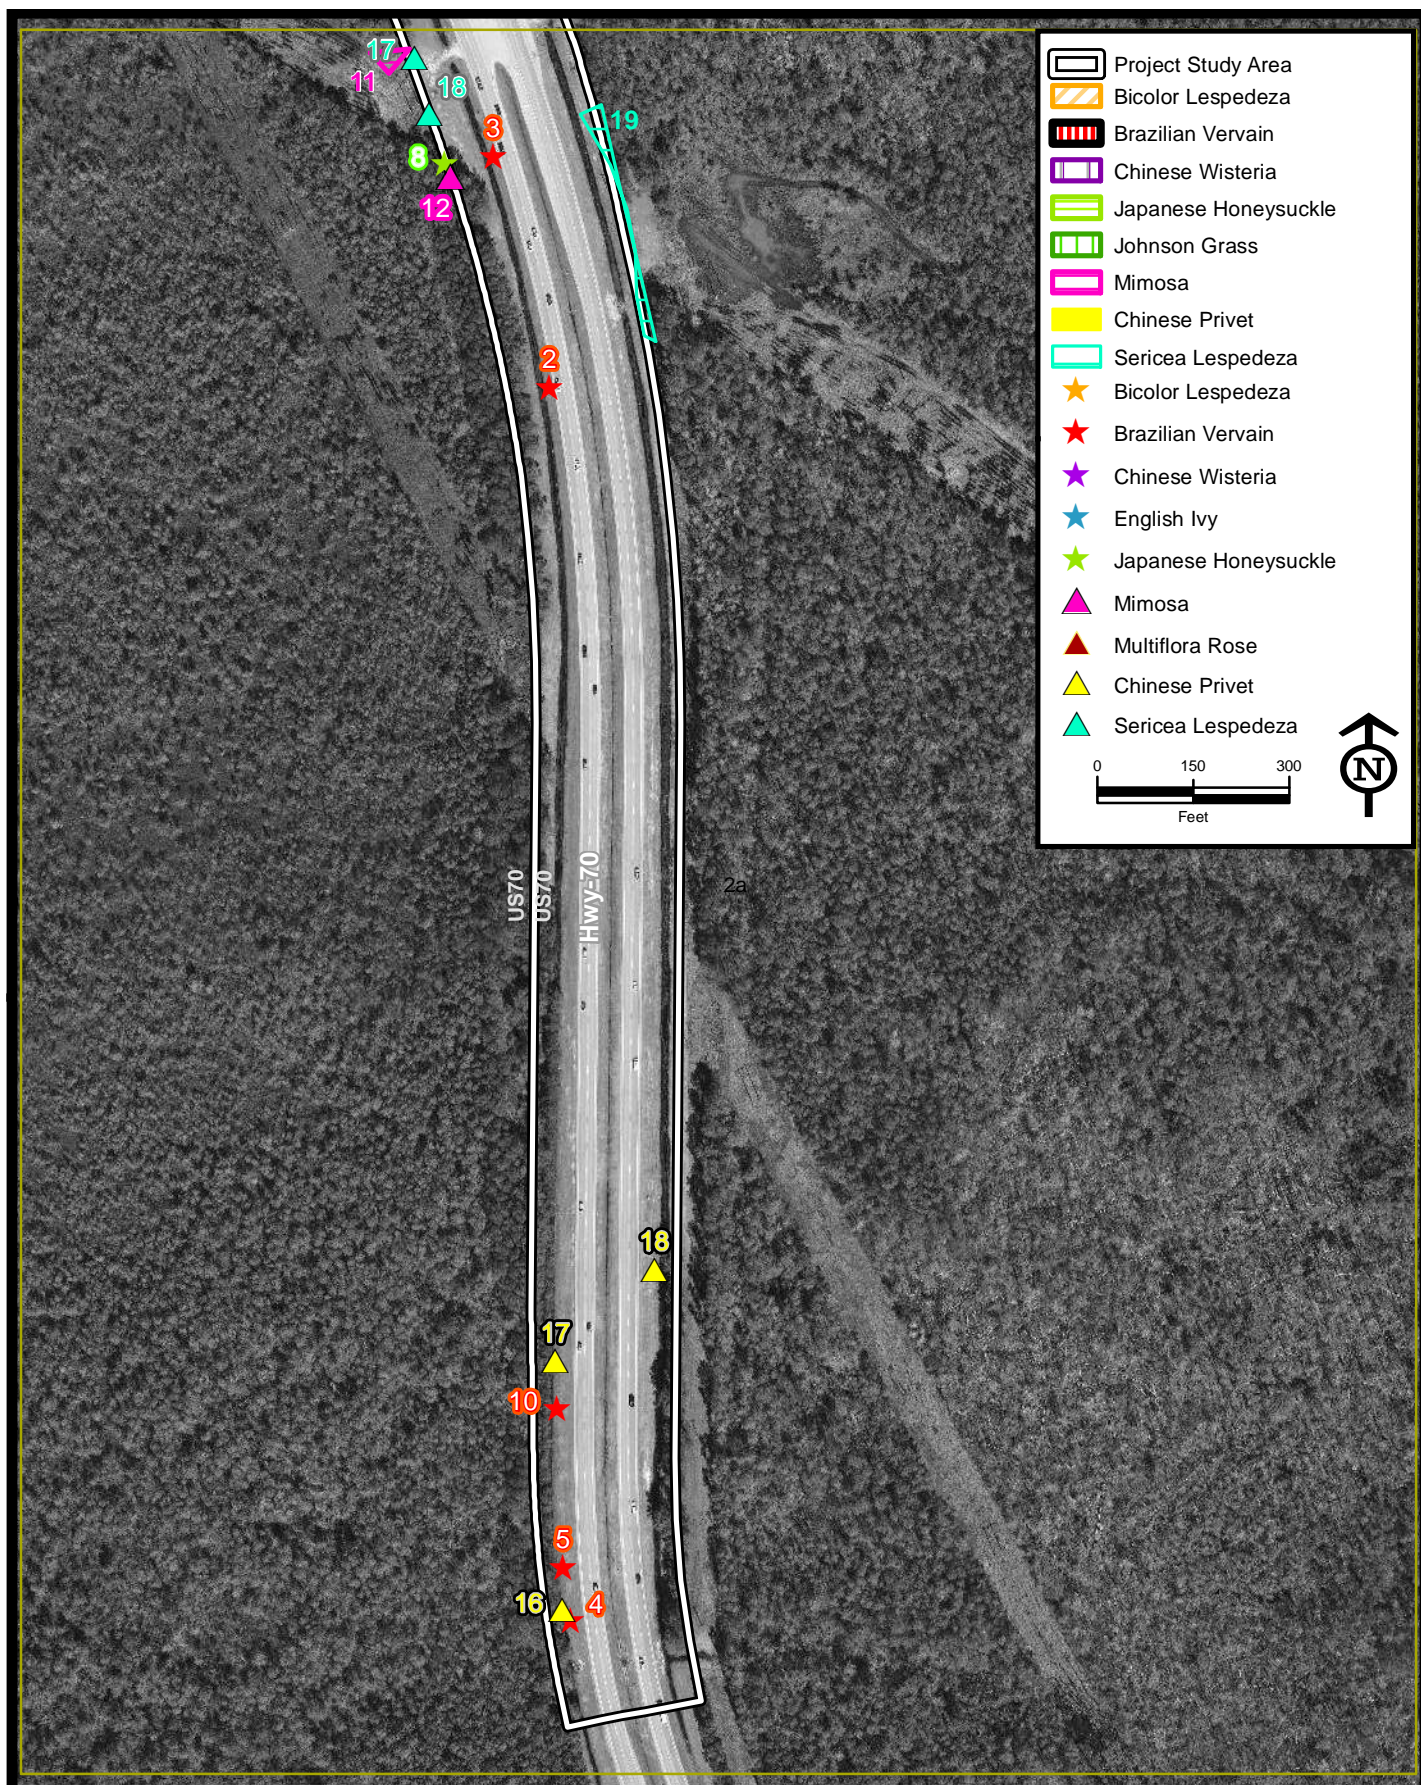 17
11
18
19
3
8
12
2
Project Study Area
Bicolor Lespedeza
Brazilian Vervain
Chinese Wisteria
Japanese Honeysuckle
Johnson Grass
Mimosa
Chinese Privet
Sericea Lespedeza
Bicolor Lespedeza
Brazilian Vervain
Chinese Wisteria
English Ivy
Japanese Honeysuckle
Mimosa
Multiflora Rose
Chinese Privet
Sericea Lespedeza
0 150 300
Feet
N
US70
US70
Hwy-70
2a
18
17
10
5
16
4